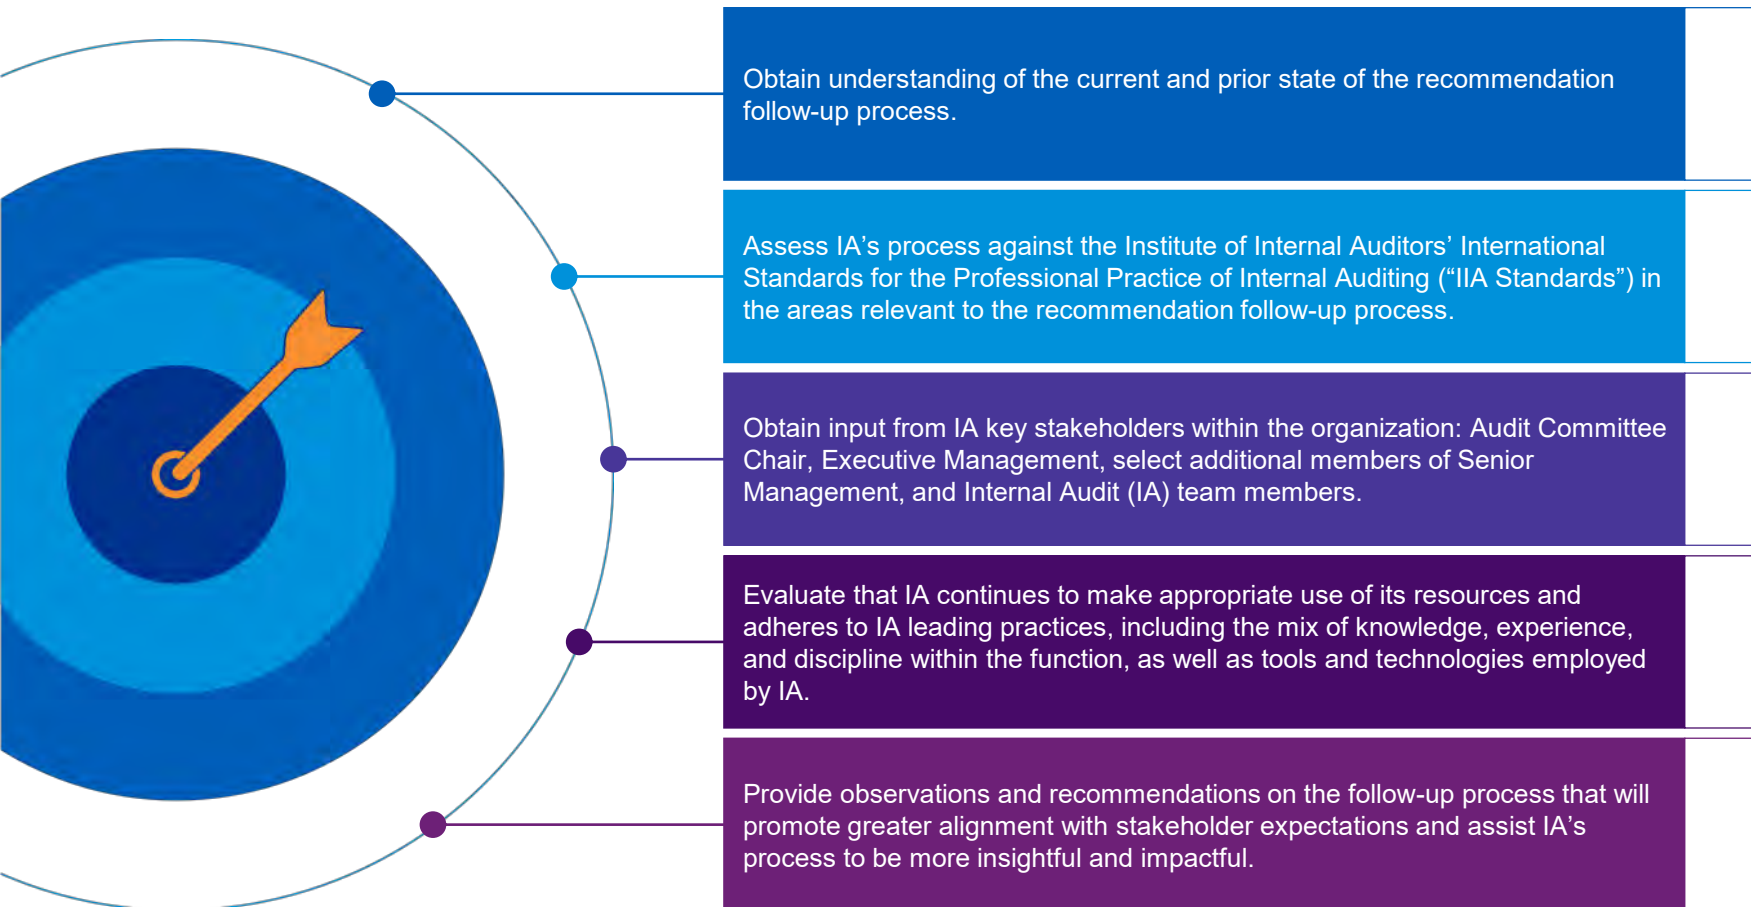 Obtain understanding of the current and prior state of the recommendation
follow-up process.
Assess IA’s process against the Institute of Internal Auditors’ International
Standards for the Professional Practice of Internal Auditing (“IIA Standards”) in
the areas relevant to the recommendation follow-up process.
Obtain input from IA key stakeholders within the organization: Audit Committee
Chair, Executive Management, select additional members of Senior
Management, and Internal Audit (IA) team members.
Evaluate that IA continues to make appropriate use of its resources and
adheres to IA leading practices, including the mix of knowledge, experience,
and discipline within the function, as well as tools and technologies employed
by IA.
Provide observations and recommendations on the follow-up process that will
promote greater alignment with stakeholder expectations and assist IA’s
process to be more insightful and impactful.